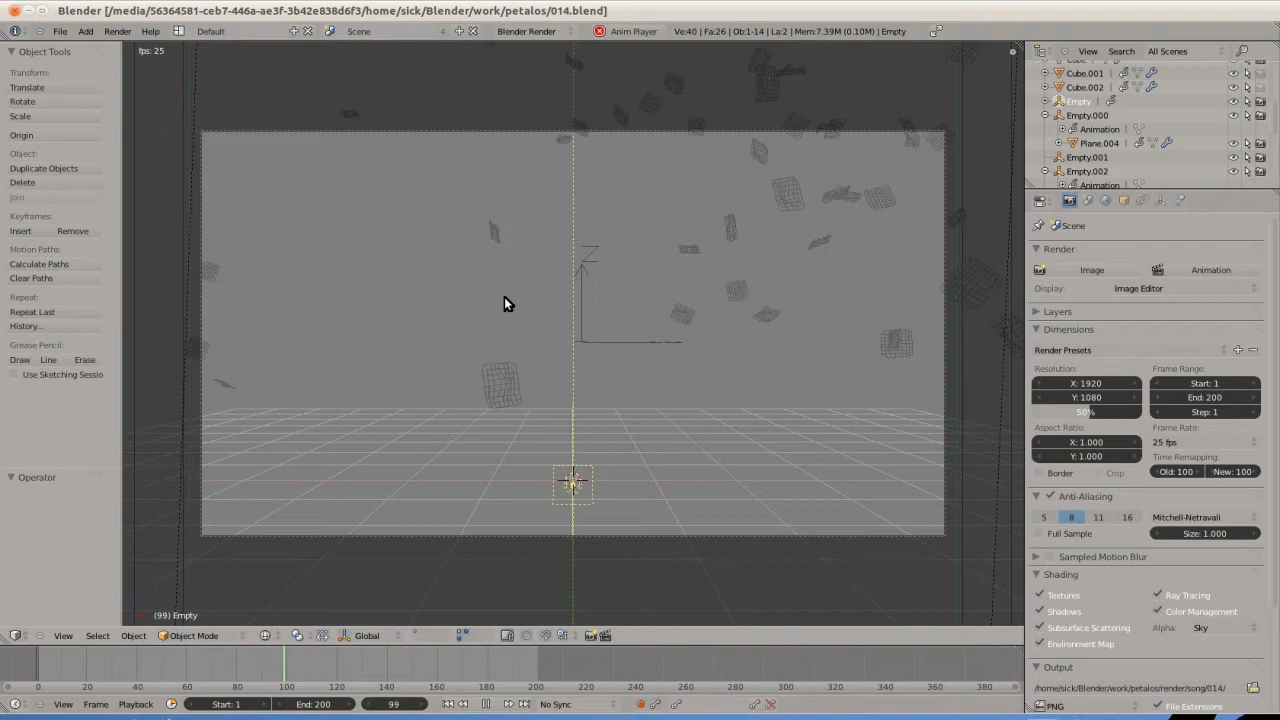 Blender [/media/56364581-ceb7-446a-ae3f-3b42e838d6f3/home/sick/Blender/work/petalos/014.blend]
File Add Render Help Default Scene 4 Blender Render Anim Player Ve:40 | Fa:26 | Ob:1-14 | La:2 | Mem:7.39M (0.10M) | Empty
Object Tools
Transform:
Translate
Rotate
Scale
Origin
Object:
Duplicate Objects
Delete
Join
Keyframes:
Insert Remove
Motion Paths:
Calculate Paths
Clear Paths
Repeat:
Repeat Last
History...
Grease Pencil:
Draw Line Erase
Use Sketching Sessio
Operator
fps: 25
Z
(99) Empty
View Select Object Object Mode Global
0 20 40 60 80 100 120 140 160 180 200 220 240 260 280 300 320 340 360 380
View Frame Playback Start: 1 End: 200 99 No Sync
View Search All Scenes
Cube.001
Cube.002
Empty
Empty.000
Animation
Plane.004
Empty.001
Empty.002
Animation
Scene
Render
Image Animation
Display: Image Editor
Layers
Dimensions
Render Presets
Resolution: Frame Range:
X: 1920 Start: 1
Y: 1080 End: 200
50% Step: 1
Aspect Ratio: Frame Rate:
X: 1.000 25 fps
Y: 1.000 Time Remapping:
Border Crop Old: 100 New: 100
Anti-Aliasing
5 8 11 16 Mitchell-Netravali
Full Sample Size: 1.000
Sampled Motion Blur
Shading
Textures Ray Tracing
Shadows Color Management
Subsurface Scattering Alpha: Sky
Environment Map
Output
/home/sick/Blender/work/petalos/render/song/014/
PNG File Extensions